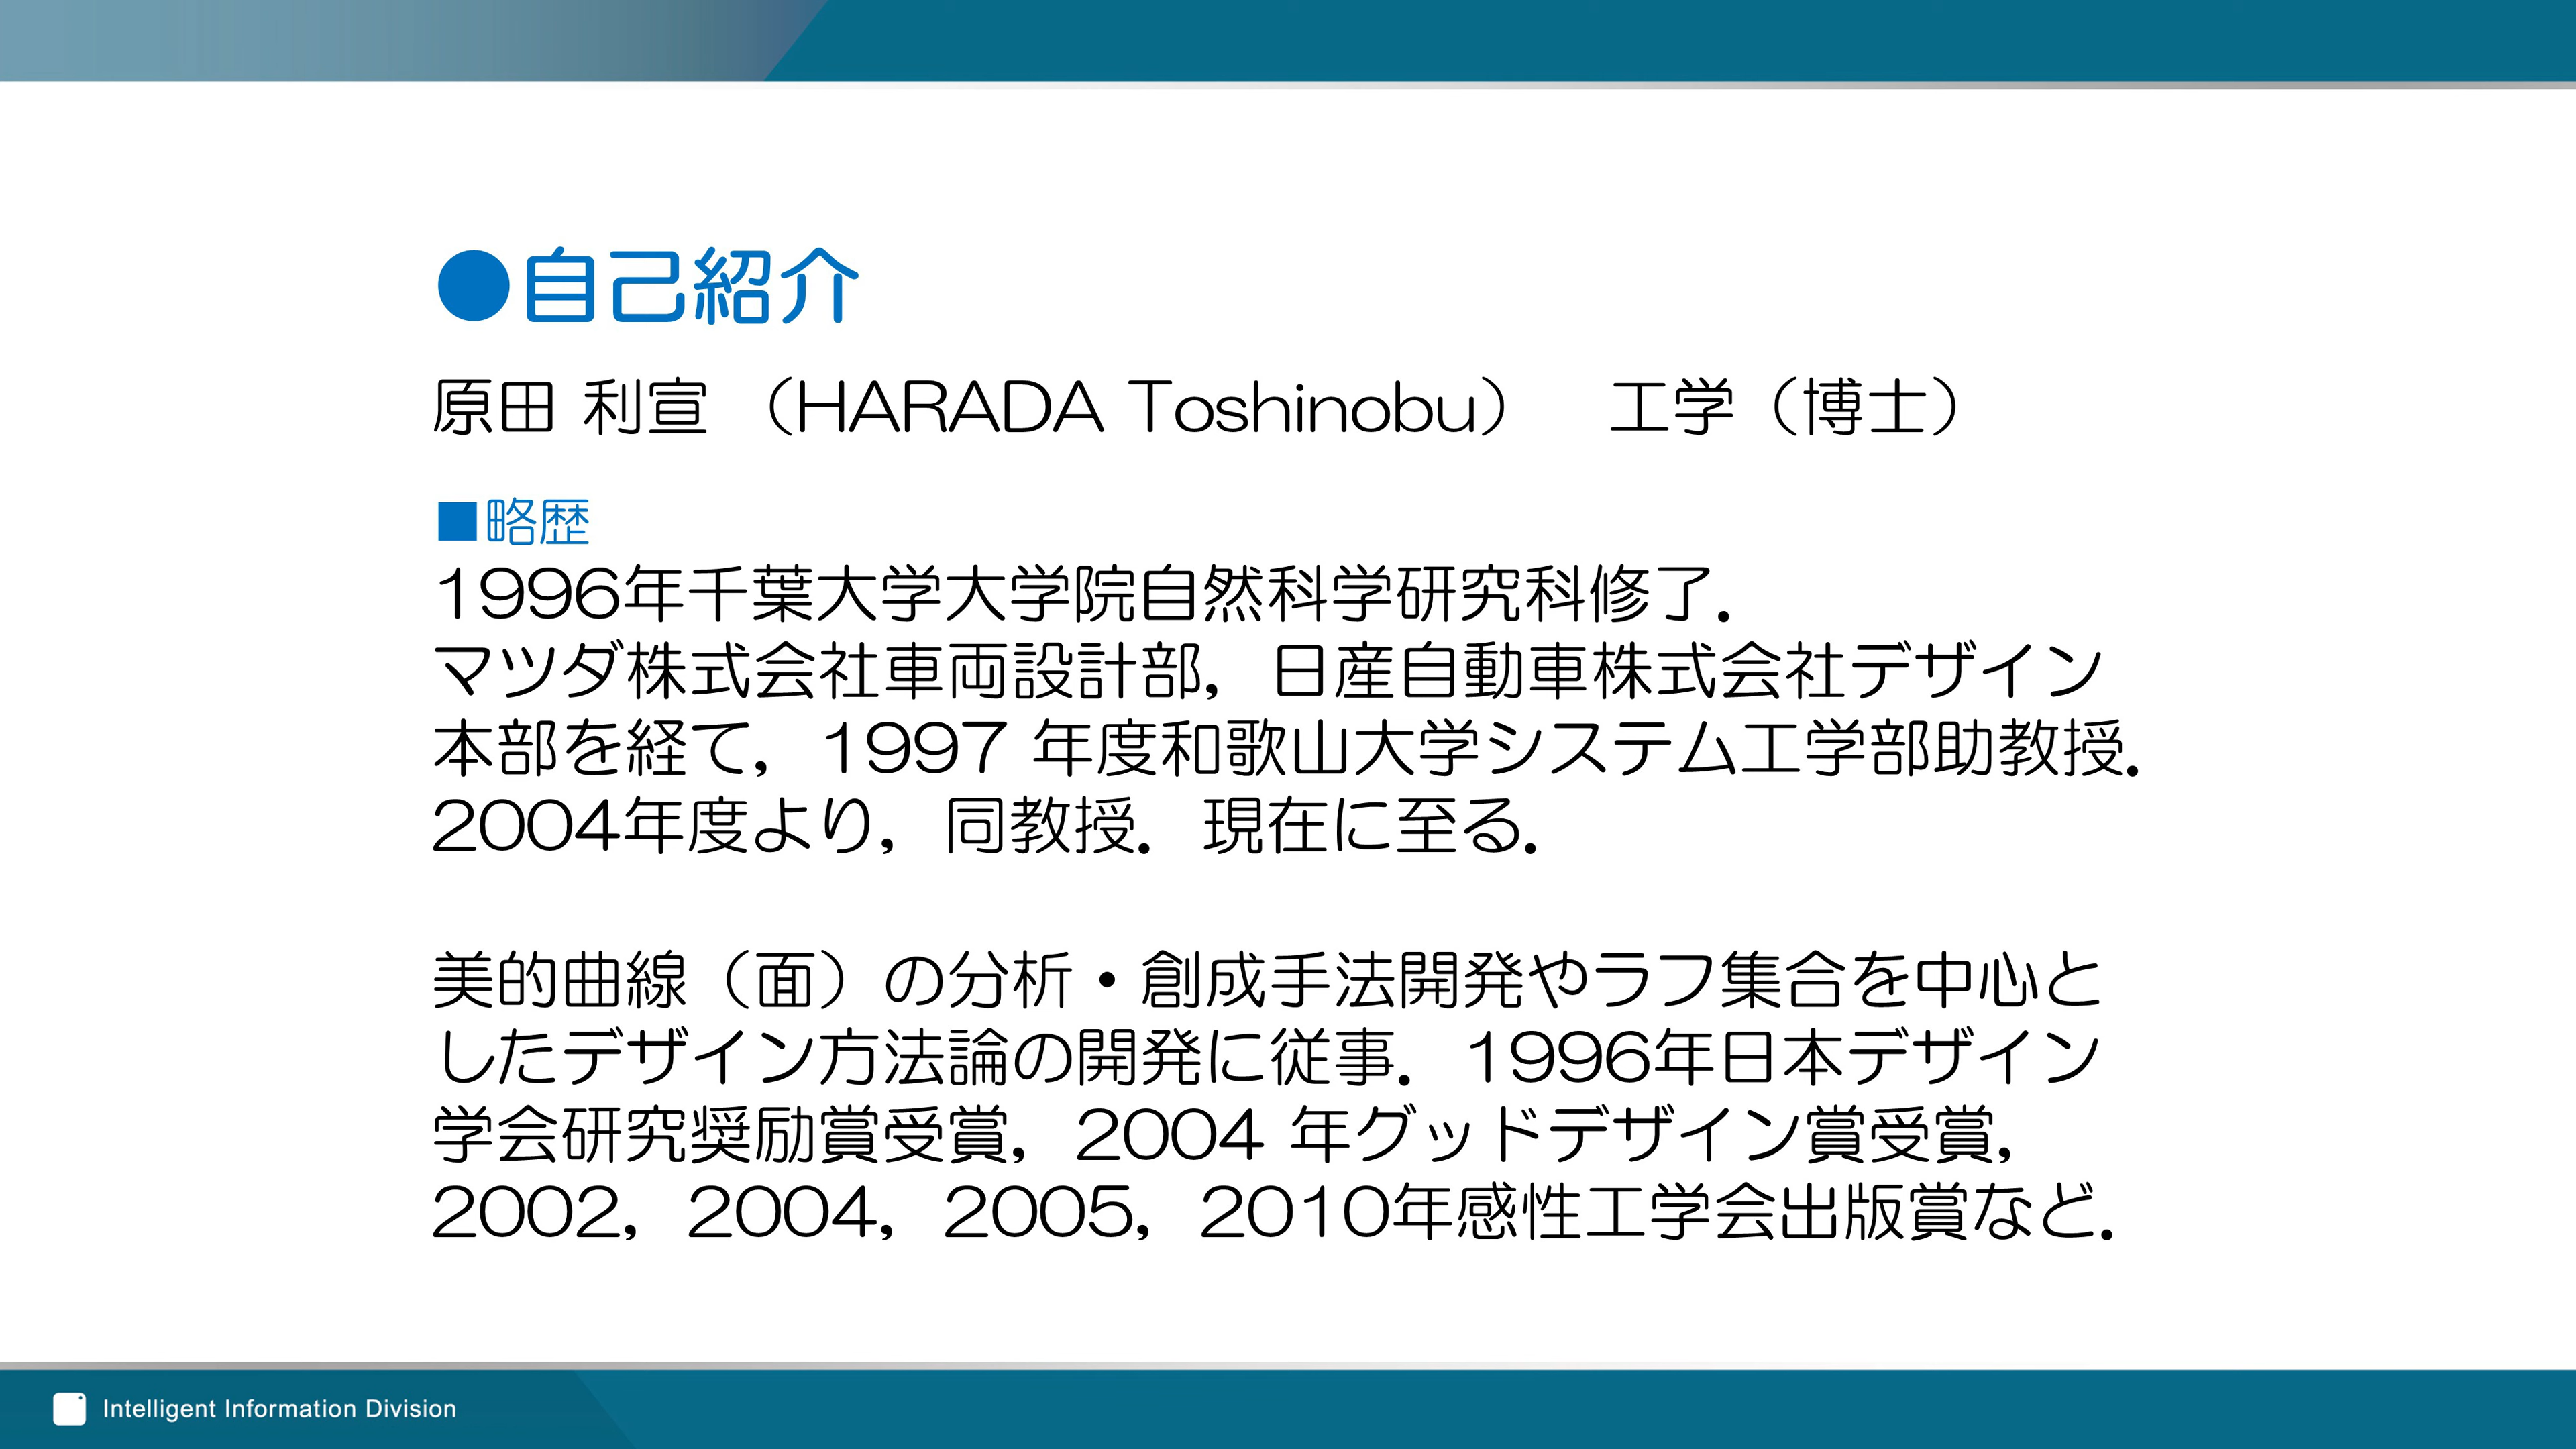 ●自己紹介
原田 利宣 （HARADA Toshinobu）　工学（博士）
■略歴
1996年千葉大学大学院自然科学研究科修了．
マツダ株式会社車両設計部，日産自動車株式会社デザイン
本部を経て，1997 年度和歌山大学システム工学部助教授．
2004年度より，同教授．現在に至る．
美的曲線（面）の分析・創成手法開発やラフ集合を中心と
したデザイン方法論の開発に従事．1996年日本デザイン
学会研究奨励賞受賞，2004 年グッドデザイン賞受賞，
2002，2004，2005，2010年感性工学会出版賞など．
Intelligent Information Division